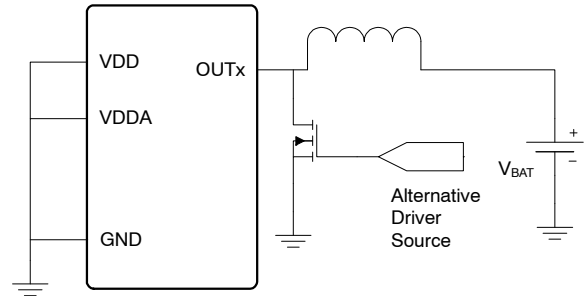 VDD
OUTx
VDDA
GND
Alternative
Driver
Source
V_BAT
+
−